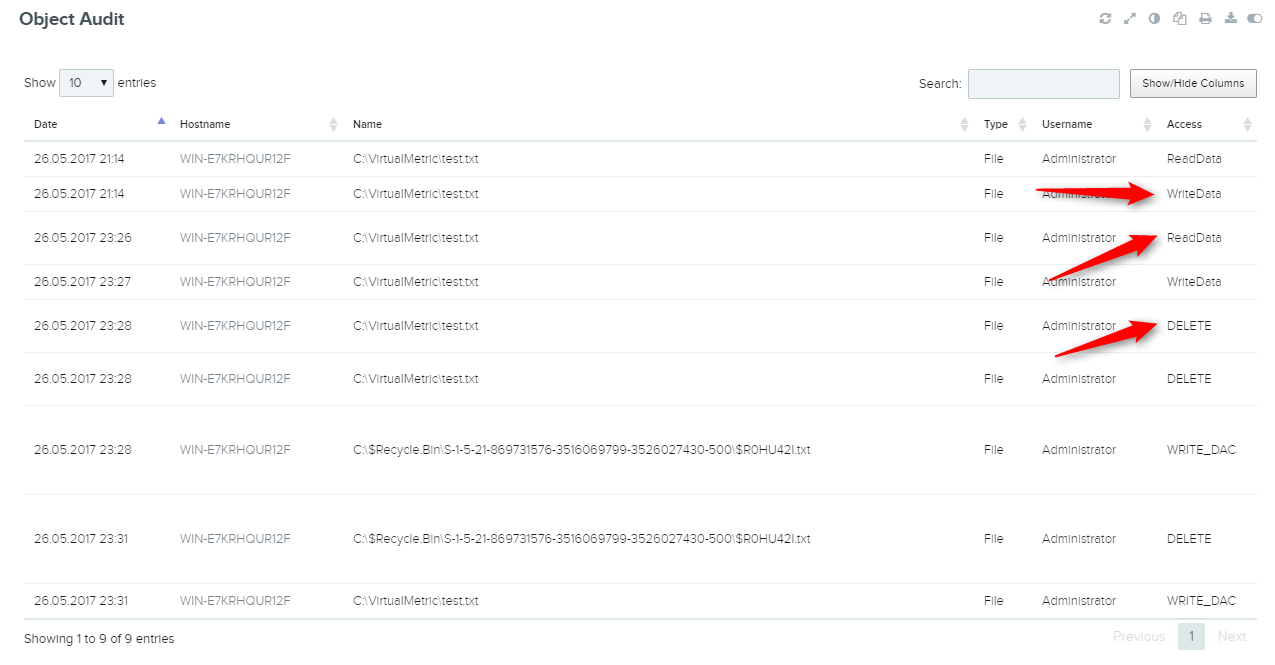 Object Audit
Show 10 entries
Search: Show/Hide Columns
Date Hostname Name Type Username Access
26.05.2017 21:14 WIN-E7KRHQUR12F C:\VirtualMetric\test.txt File Administrator ReadData
26.05.2017 21:14 WIN-E7KRHQUR12F C:\VirtualMetric\test.txt File Administrator WriteData
26.05.2017 23:26 WIN-E7KRHQUR12F C:\VirtualMetric\test.txt File Administrator ReadData
26.05.2017 23:27 WIN-E7KRHQUR12F C:\VirtualMetric\test.txt File Administrator WriteData
26.05.2017 23:28 WIN-E7KRHQUR12F C:\VirtualMetric\test.txt File Administrator DELETE
26.05.2017 23:28 WIN-E7KRHQUR12F C:\VirtualMetric\test.txt File Administrator DELETE
26.05.2017 23:28 WIN-E7KRHQUR12F C:\$Recycle.Bin\S-1-5-21-869731576-3516069799-3526027430-500\$R0HU42I.txt File Administrator WRITE_DAC
26.05.2017 23:31 WIN-E7KRHQUR12F C:\$Recycle.Bin\S-1-5-21-869731576-3516069799-3526027430-500\$R0HU42I.txt File Administrator DELETE
26.05.2017 23:31 WIN-E7KRHQUR12F C:\VirtualMetric\test.txt File Administrator WRITE_DAC
Showing 1 to 9 of 9 entries
Previous 1 Next